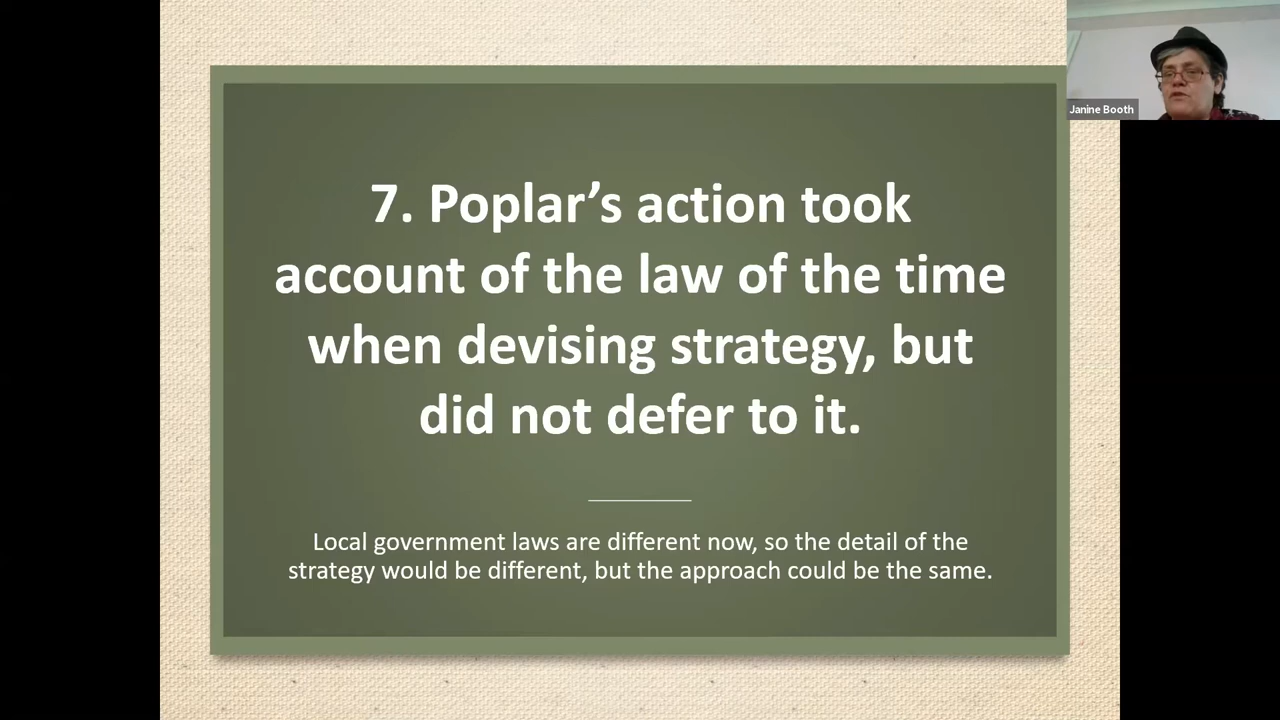 Janine Booth
7. Poplar’s action took
account of the law of the time
when devising strategy, but
did not defer to it.
Local government laws are different now, so the detail of the
strategy would be different, but the approach could be the same.